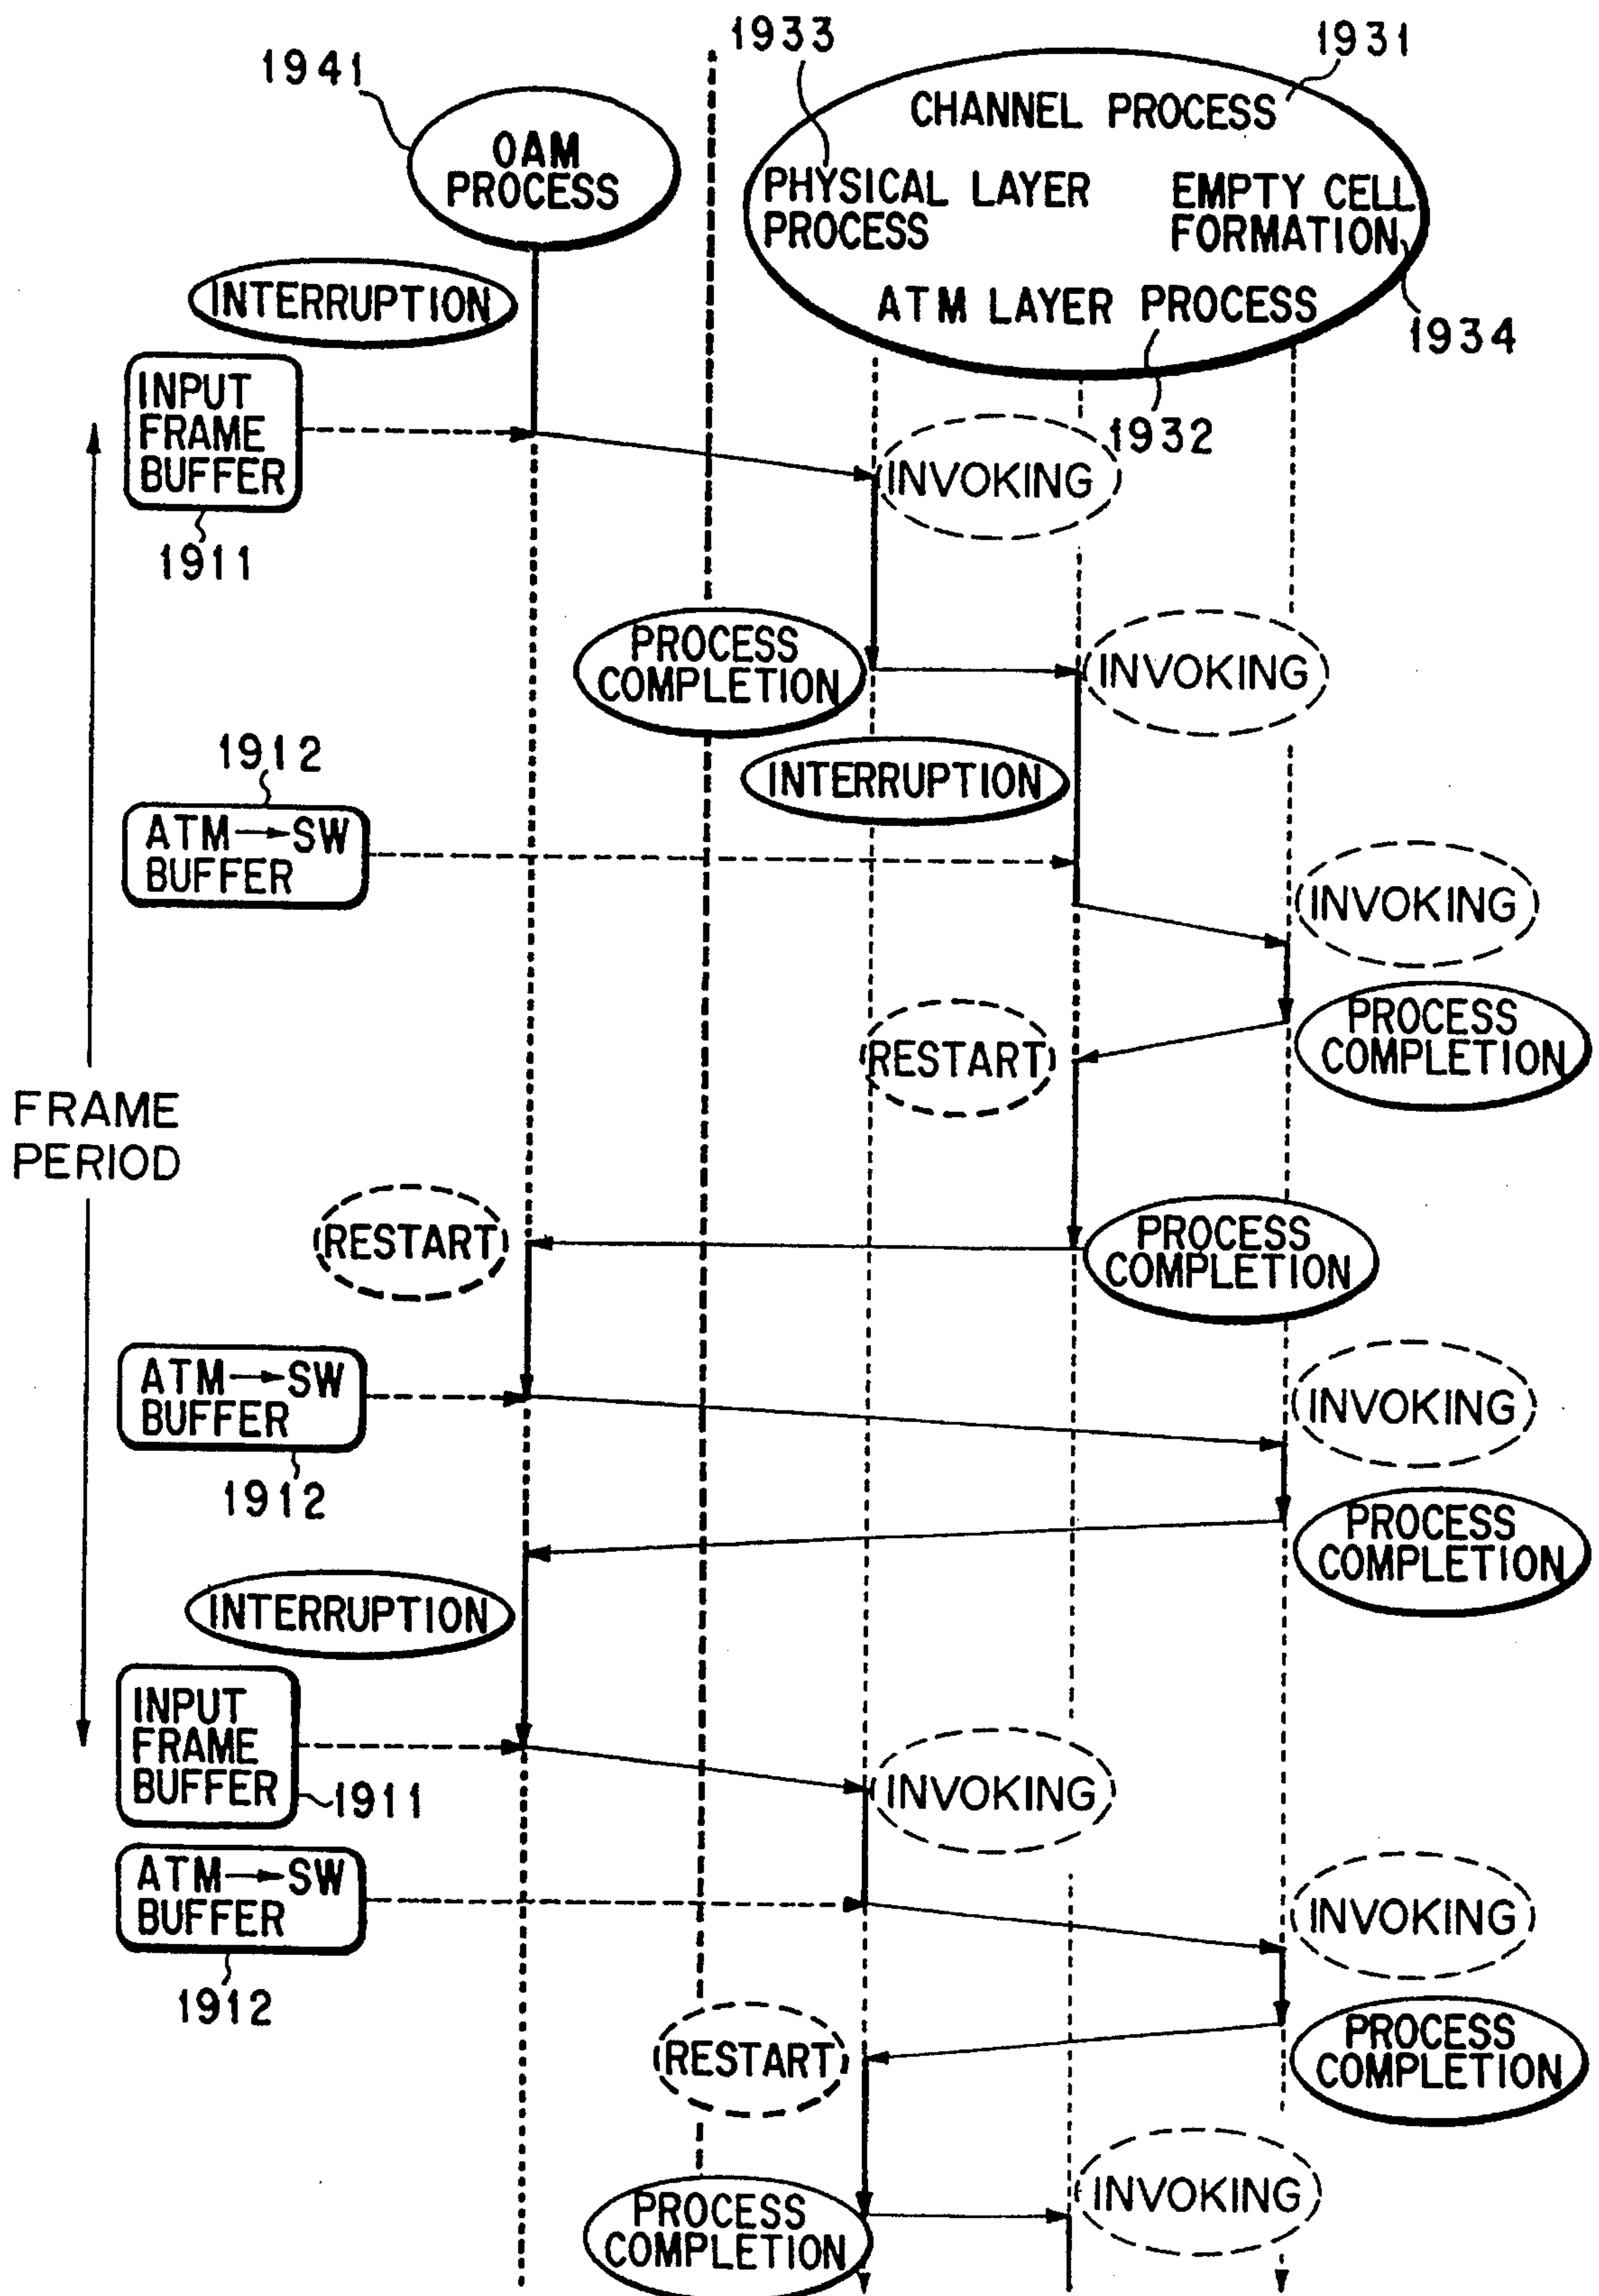 1933
1931
1941
CHANNEL PROCESS
OAM
PROCESS
PHYSICAL LAYER
PROCESS
EMPTY CELL
FORMATION
ATM LAYER PROCESS
1934
1932
INTERRUPTION
INPUT
FRAME
BUFFER
1911
INVOKING
PROCESS
COMPLETION
INVOKING
INTERRUPTION
1912
ATM→SW
BUFFER
INVOKING
PROCESS
COMPLETION
RESTART
FRAME
PERIOD
RESTART
PROCESS
COMPLETION
ATM→SW
BUFFER
1912
INVOKING
PROCESS
COMPLETION
INTERRUPTION
INPUT
FRAME
BUFFER
1911
INVOKING
ATM→SW
BUFFER
1912
INVOKING
PROCESS
COMPLETION
RESTART
PROCESS
COMPLETION
INVOKING